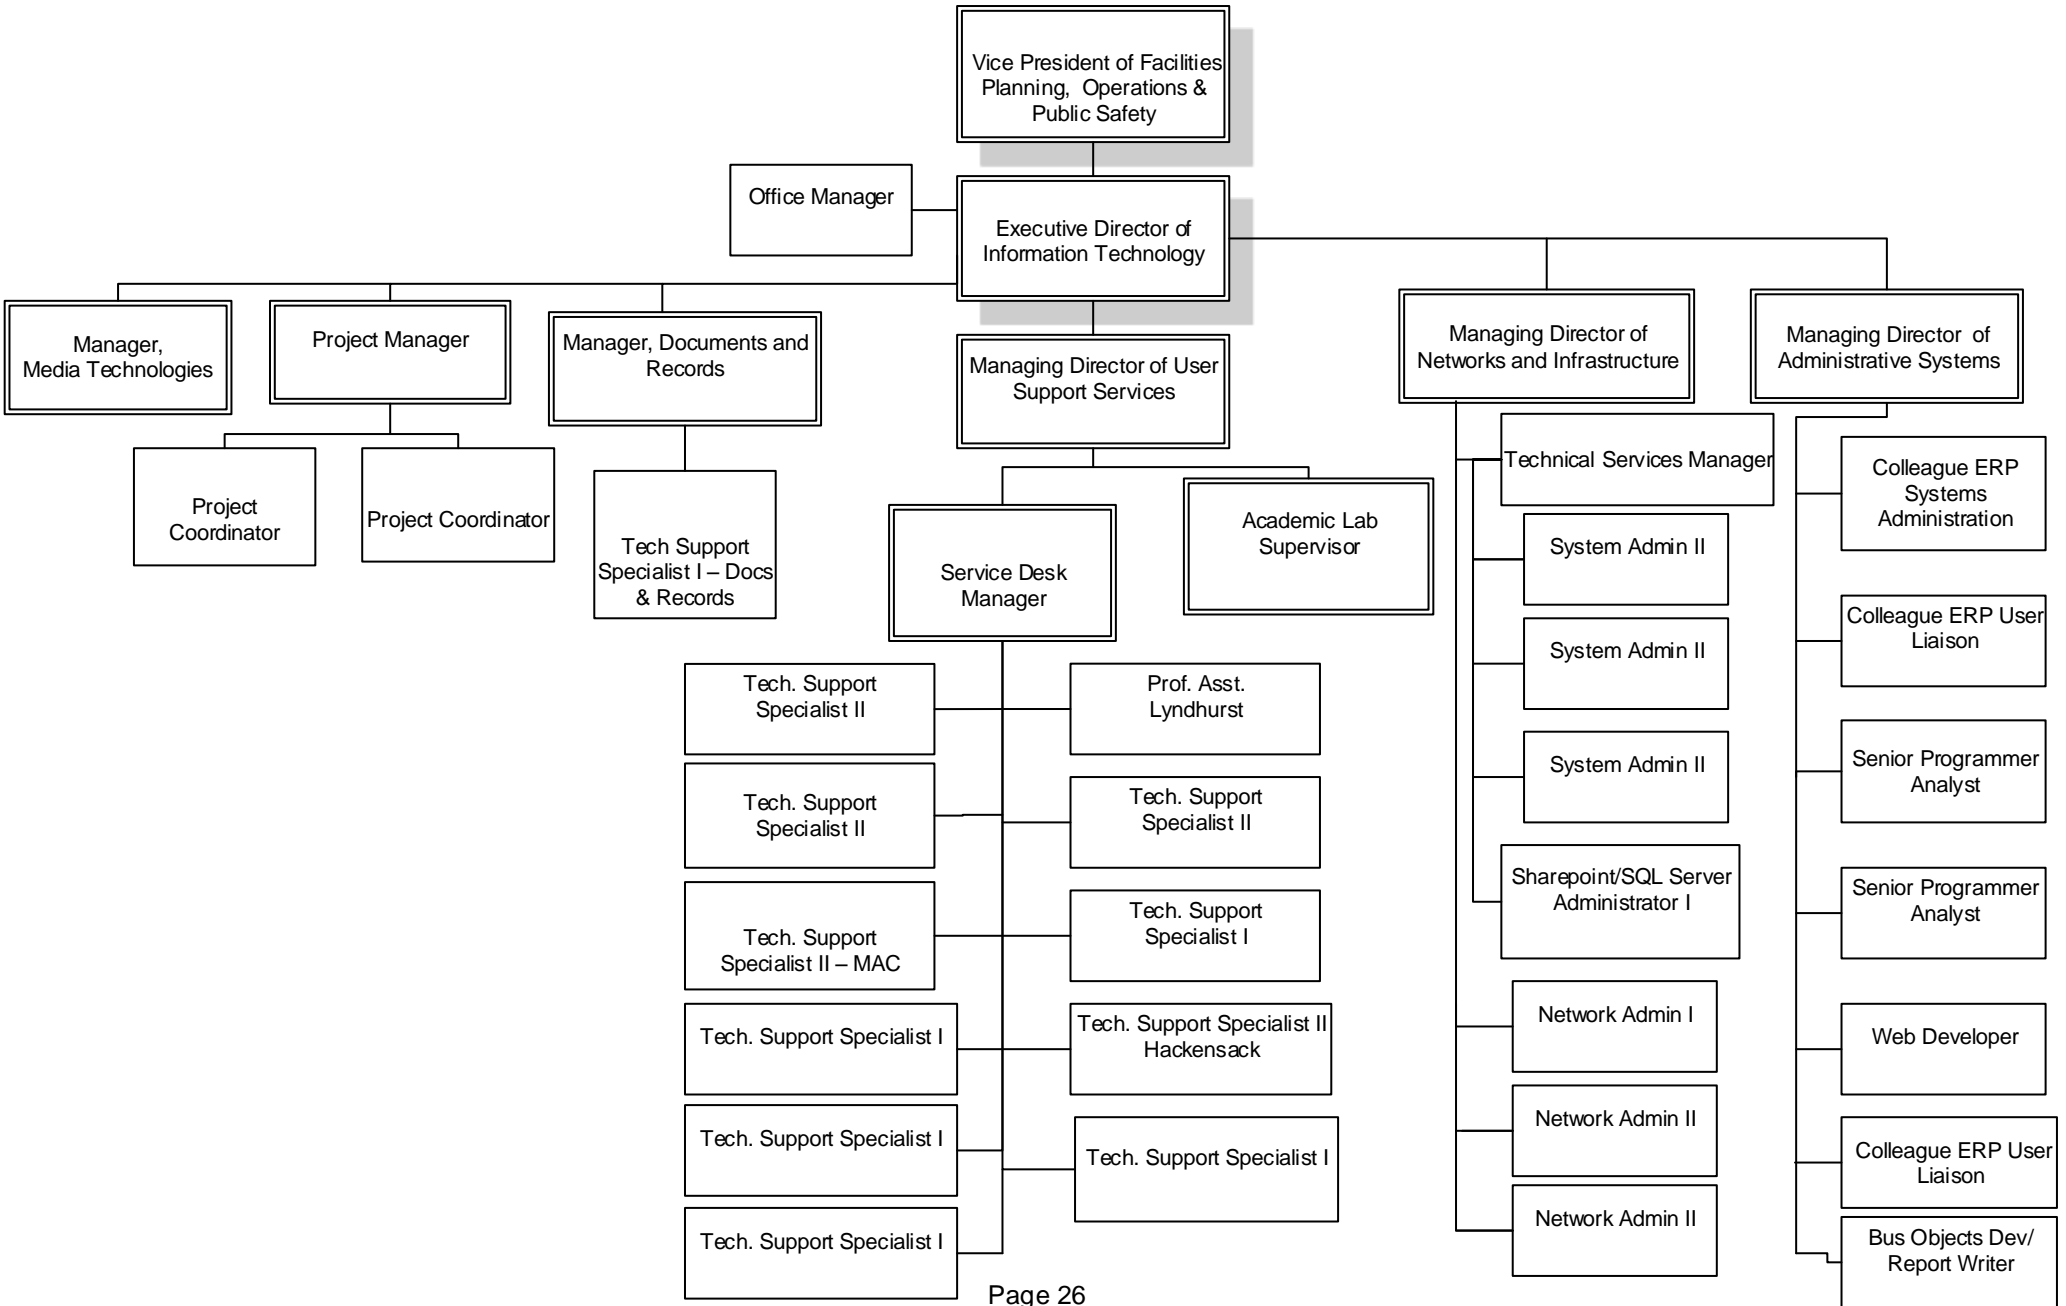 Vice President of Facilities
Planning, Operations &
Public Safety
Office Manager
Executive Director of
Information Technology
Manager,
Media Technologies
Project Manager
Manager, Documents and
Records
Managing Director of User
Support Services
Managing Director of
Networks and Infrastructure
Managing Director of
Administrative Systems
Project
Coordinator
Project Coordinator
Tech Support
Specialist I – Docs
& Records
Service Desk
Manager
Academic Lab
Supervisor
Tech. Support
Specialist II
Prof. Asst.
Lyndhurst
Tech. Support
Specialist II
Tech. Support
Specialist II
Tech. Support
Specialist II – MAC
Tech. Support
Specialist I
Tech. Support Specialist I
Tech. Support Specialist II
Hackensack
Tech. Support Specialist I
Tech. Support Specialist I
Tech. Support Specialist I
Technical Services Manager
System Admin II
System Admin II
System Admin II
Sharepoint/SQL Server
Administrator I
Network Admin I
Network Admin II
Network Admin II
Colleague ERP
Systems
Administration
Colleague ERP User
Liaison
Senior Programmer
Analyst
Senior Programmer
Analyst
Web Developer
Colleague ERP User
Liaison
Bus Objects Dev/
Report Writer
Page 26